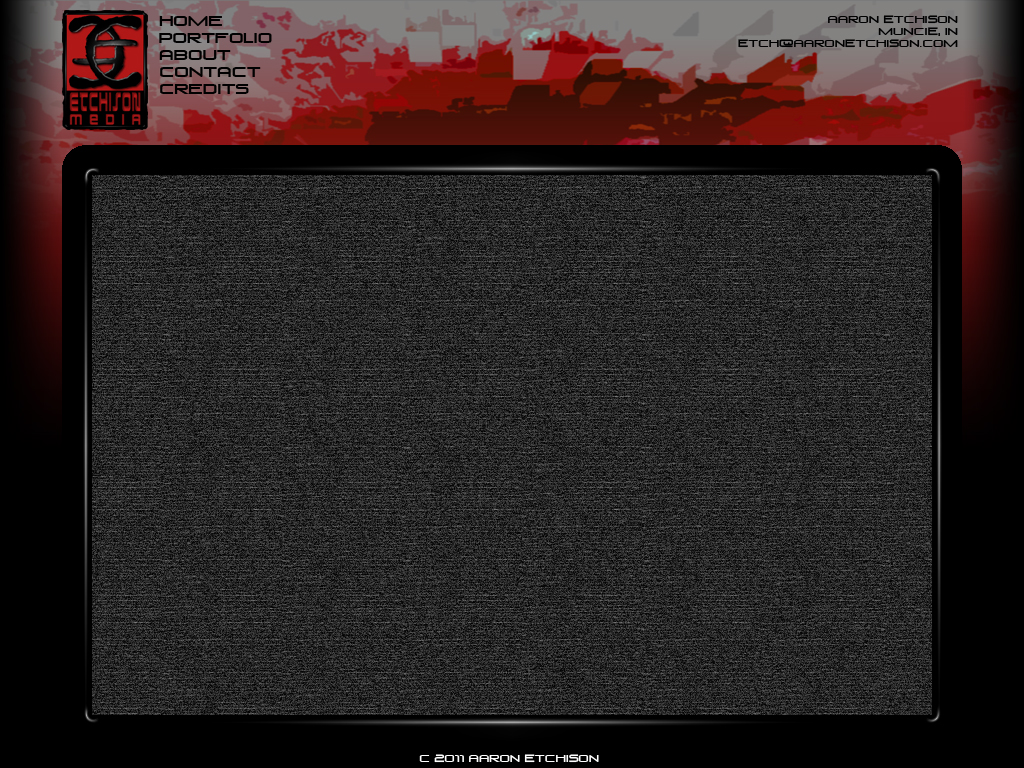 ETCHISON
MEDIA
HOME
PORTFOLIO
ABOUT
CONTACT
CREDITS
AARON ETCHISON
MUNCIE, IN
ETCH@AARONETCHISON.COM
C 2011 AARON ETCHISON